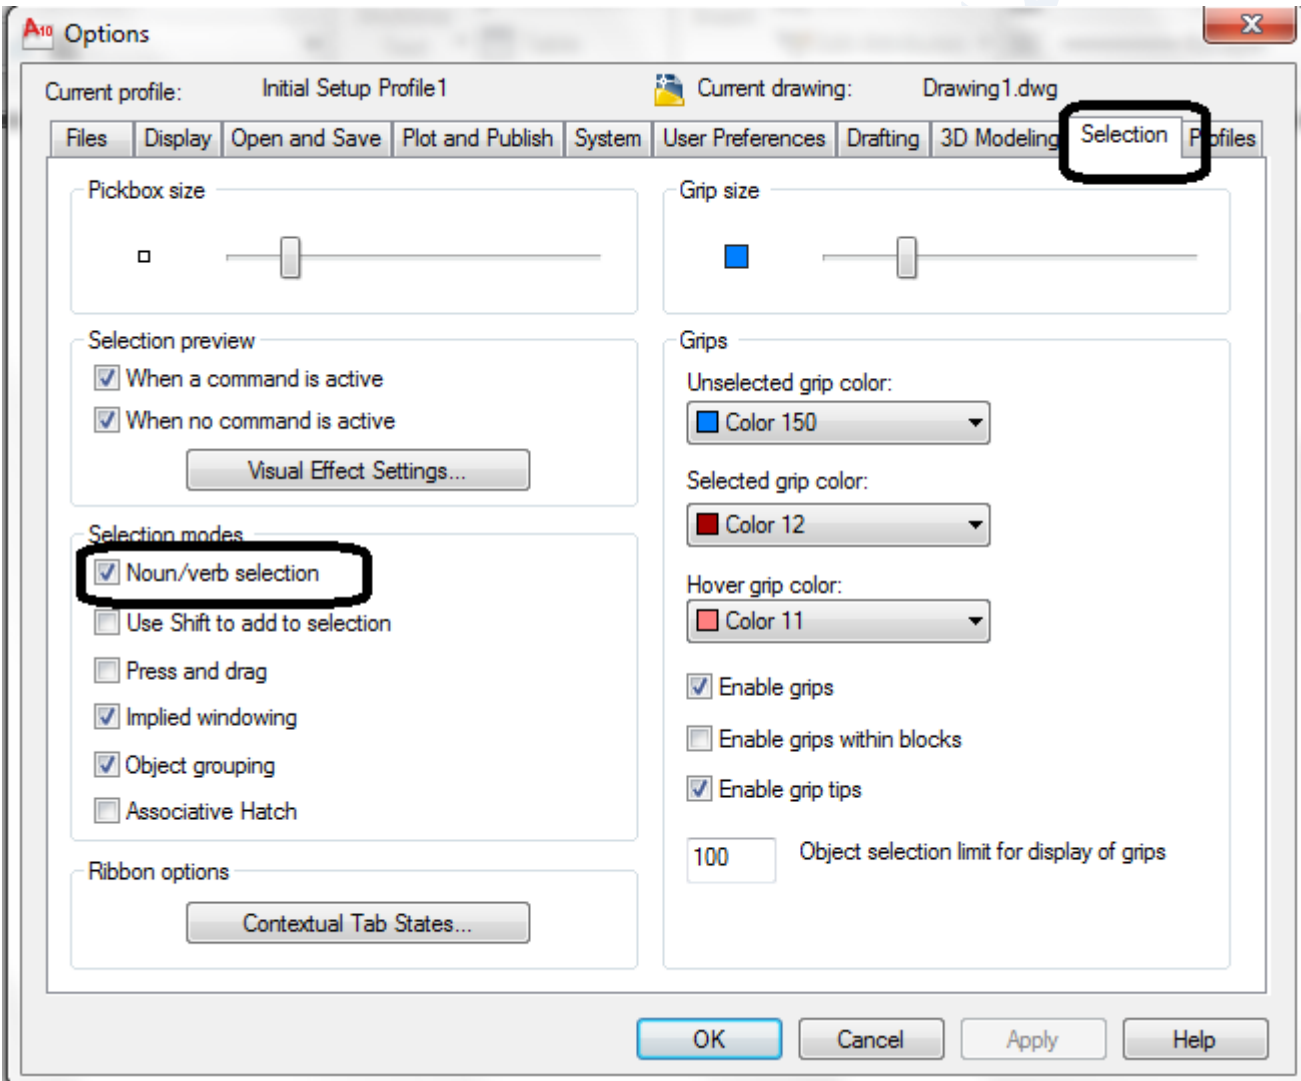 A10 Options
Current profile: Initial Setup Profile1 Current drawing: Drawing1.dwg
Files Display Open and Save Plot and Publish System User Preferences Drafting 3D Modeling Selection
Pickbox size
Grip size
Selection preview
When a command is active
When no command is active
Visual Effect Settings...
Selection modes
Noun/verb selection
Use Shift to add to selection
Press and drag
Implied windowing
Object grouping
Associative Hatch
Ribbon options
Contextual Tab States...
Grips
Unselected grip color:
Color 150
Selected grip color:
Color 12
Hover grip color:
Color 11
Enable grips
Enable grips within blocks
Enable grip tips
100 Object selection limit for display of grips
OK Cancel Apply Help